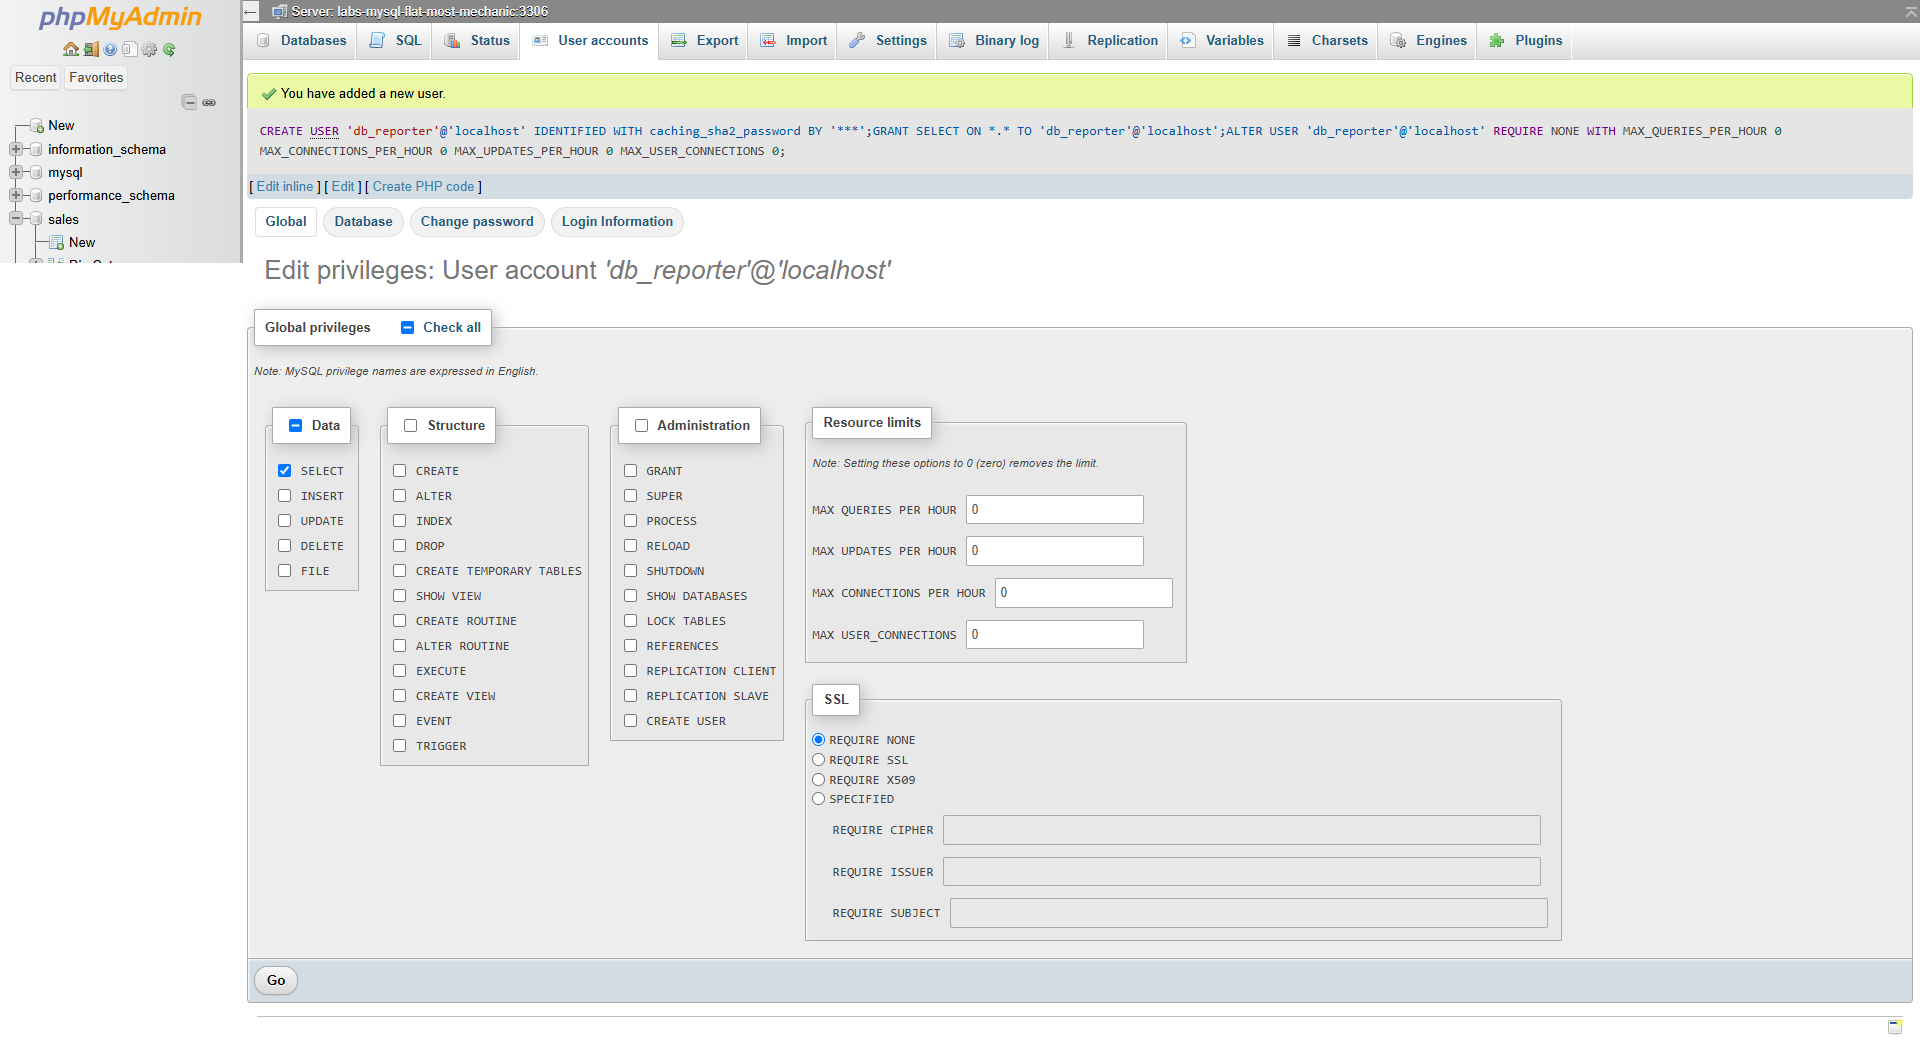 phpMyAdmin
Recent
Favorites
New
information_schema
mysql
performance_schema
sales
New
Server: labs-mysql-flat-most-mechanic:3306
Databases
SQL
Status
User accounts
Export
Import
Settings
Binary log
Replication
Variables
Charsets
Engines
Plugins
You have added a new user.
CREATE USER 'db_reporter'@'localhost' IDENTIFIED WITH caching_sha2_password BY '***';GRANT SELECT ON *.* TO 'db_reporter'@'localhost';ALTER USER 'db_reporter'@'localhost' REQUIRE NONE WITH MAX_QUERIES_PER_HOUR 0
MAX_CONNECTIONS_PER_HOUR 0 MAX_UPDATES_PER_HOUR 0 MAX_USER_CONNECTIONS 0;
[ Edit inline ] [ Edit ] [ Create PHP code ]
Global
Database
Change password
Login Information
Edit privileges: User account 'db_reporter'@'localhost'
Global privileges
Check all
Note: MySQL privilege names are expressed in English.
Data
SELECT
INSERT
UPDATE
DELETE
FILE
Structure
CREATE
ALTER
INDEX
DROP
CREATE TEMPORARY TABLES
SHOW VIEW
CREATE ROUTINE
ALTER ROUTINE
EXECUTE
CREATE VIEW
EVENT
TRIGGER
Administration
GRANT
SUPER
PROCESS
RELOAD
SHUTDOWN
SHOW DATABASES
LOCK TABLES
REFERENCES
REPLICATION CLIENT
REPLICATION SLAVE
CREATE USER
Resource limits
Note: Setting these options to 0 (zero) removes the limit.
MAX QUERIES PER HOUR 0
MAX UPDATES PER HOUR 0
MAX CONNECTIONS PER HOUR 0
MAX USER_CONNECTIONS 0
SSL
REQUIRE NONE
REQUIRE SSL
REQUIRE X509
SPECIFIED
REQUIRE CIPHER
REQUIRE ISSUER
REQUIRE SUBJECT
Go